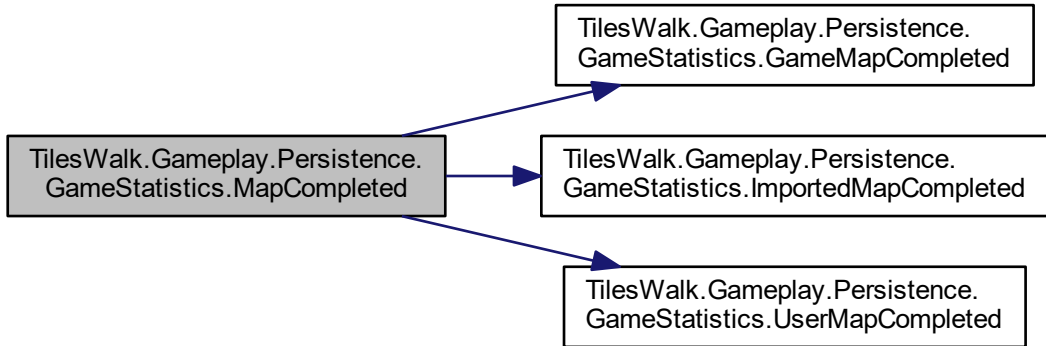 TilesWalk.Gameplay.Persistence.
GameStatistics.MapCompleted
TilesWalk.Gameplay.Persistence.
GameStatistics.GameMapCompleted
TilesWalk.Gameplay.Persistence.
GameStatistics.ImportedMapCompleted
TilesWalk.Gameplay.Persistence.
GameStatistics.UserMapCompleted